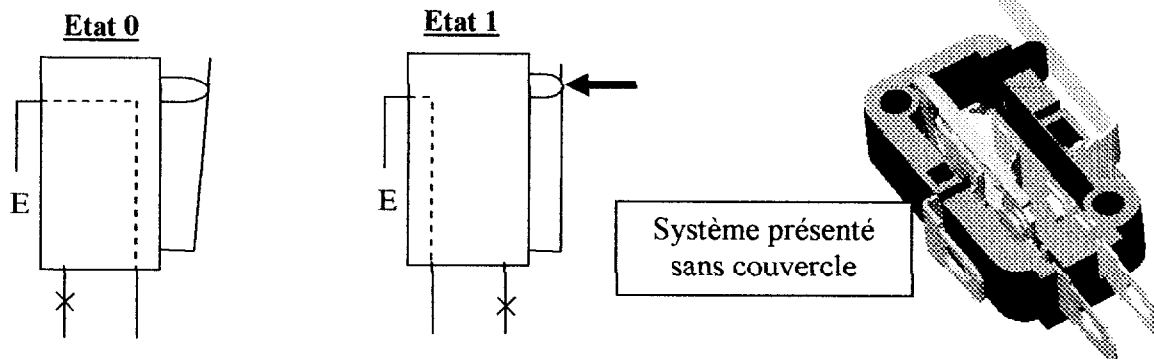 Etat 0
Etat 1
E
E
Système présenté
sans couvercle